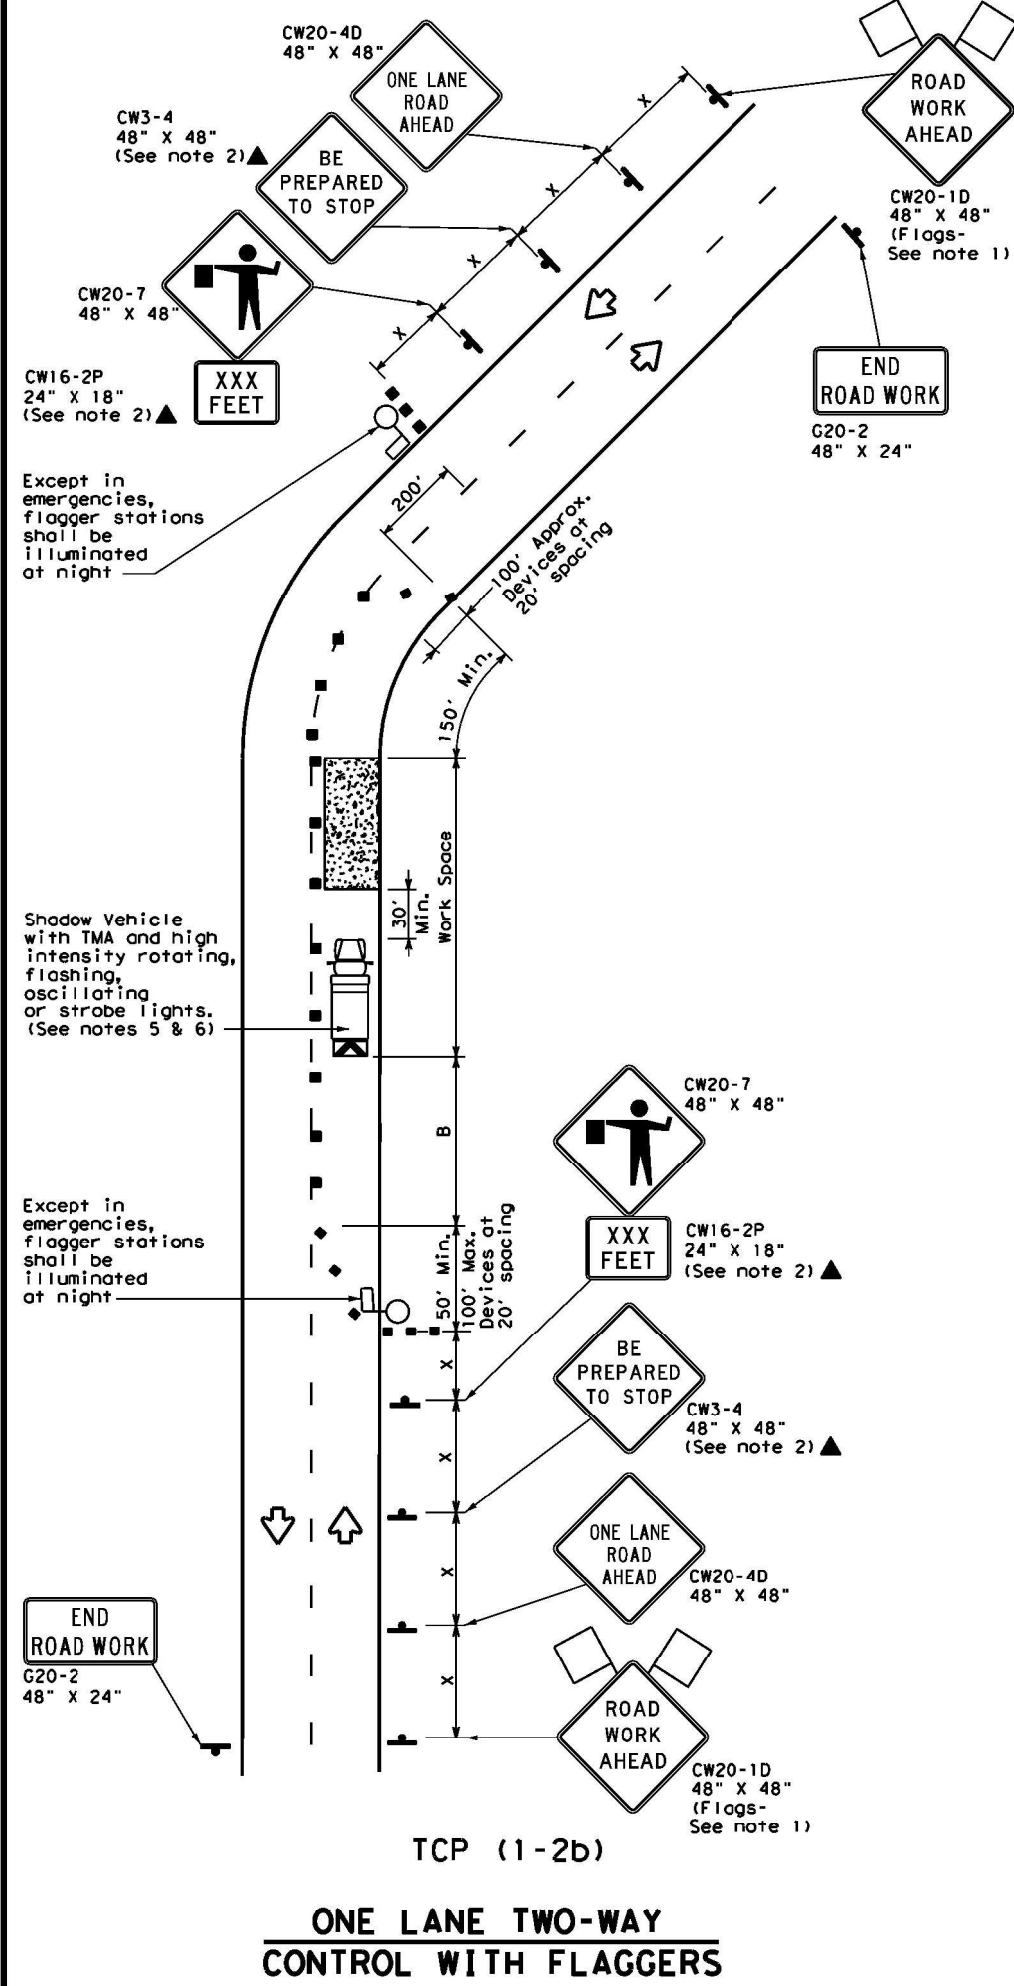 CW20-4D
48" X 48"
ONE LANE
ROAD
AHEAD
X
ROAD
WORK
AHEAD
CW3-4
48" X 48"
(See note 2)
BE
PREPARED
TO STOP
X
CW20-1D
48" X 48"
(Flags-
See note 1)
CW20-7
48" X 48"
X
X
CW16-2P
24" X 18"
(See note 2)
XXX
FEET
END
ROAD WORK
G20-2
48" X 24"
Except in
emergencies,
flagger stations
shall be
illuminated
at night
200'
100' Approx.
Devices at
20' spacing
150' Min.
Work Space
30'
Min.
Shadow Vehicle
with TMA and high
intensity rotating,
flashing,
oscillating
or strobe lights.
(See notes 5 & 6)
B
CW20-7
48" X 48"
XXX
FEET
CW16-2P
24" X 18"
(See note 2)
Except in
emergencies,
flagger stations
shall be
illuminated
at night
50' Min.
100' Max.
Devices at
20' spacing
X
BE
PREPARED
TO STOP
CW3-4
48" X 48"
(See note 2)
X
ONE LANE
ROAD
AHEAD
CW20-4D
48" X 48"
X
END
ROAD WORK
G20-2
48" X 24"
X
ROAD
WORK
AHEAD
CW20-1D
48" X 48"
(Flags-
See note 1)
TCP (1-2b)
ONE LANE TWO-WAY
CONTROL WITH FLAGGERS